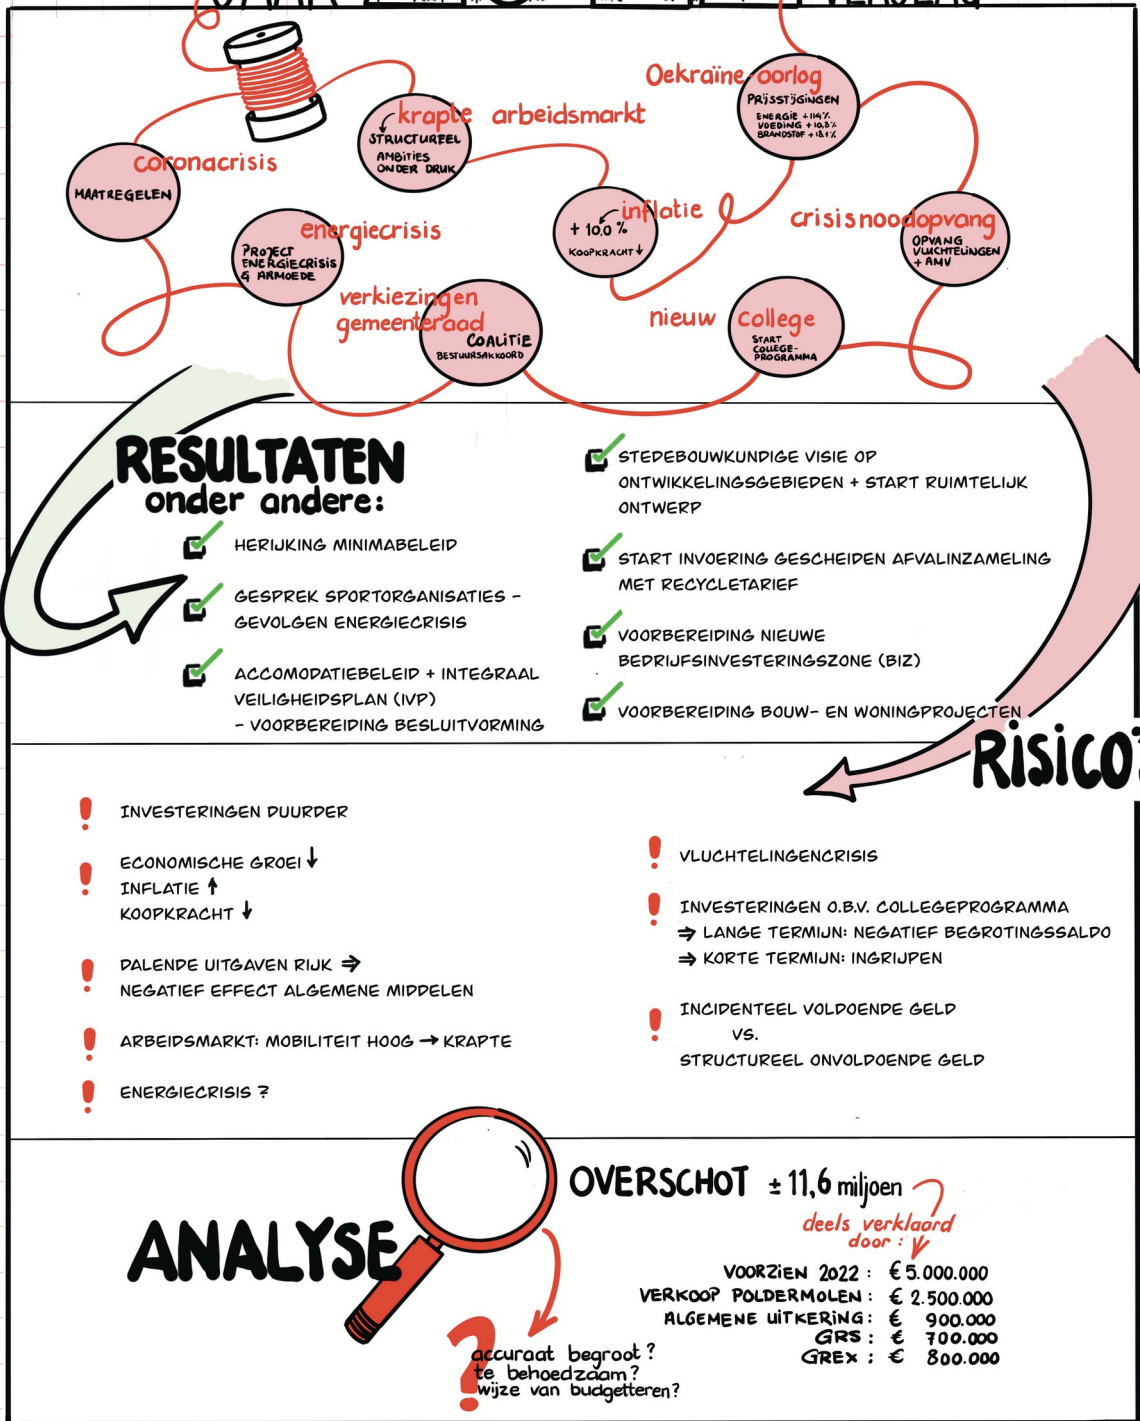 VERSLAG
coronacrisis
MAATREGELEN
krapte arbeidsmarkt
STRUCTUREEL
AMBITIES
ONDER DRUK
Oekraïne-oorlog
PRIJSSTIJGINGEN
ENERGIE +114%
VOEDING +10,8%
BRANDSTOF +18,1%
energiecrisis
PROJECT
ENERGIECRISIS
& ARMOEDE
inflatie
+ 10,0 %
KOOPKRACHT ↓
crisisnoodopvang
OPVANG
VLUCHTELINGEN
+ AMV
verkiezingen
gemeenteraad
COALITIE
BESTUURSAKKOORD
nieuw college
START
COLLEGE-
PROGRAMMA
RESULTATEN
onder andere:
HERIJKING MINIMABELEID
GESPREK SPORTORGANISATIES -
GEVOLGEN ENERGIECRISIS
ACCOMODATIEBELEID + INTEGRAAL
VEILIGHEIDSPLAN (IVP)
- VOORBEREIDING BESLUITVORMING
STEDEBOUWKUNDIGE VISIE OP
ONTWIKKELINGSGEBIEDEN + START RUIMTELIJK
ONTWERP
START INVOERING GESCHEIDEN AFVALINZAMELING
MET RECYCLETARIEF
VOORBEREIDING NIEUWE
BEDRIJFSINVESTERINGSZONE (BIZ)
VOORBEREIDING BOUW- EN WONINGPROJECTEN
RISICO?
! INVESTERINGEN DUURDER
! ECONOMISCHE GROEI ↓
INFLATIE ↑
KOOPKRACHT ↓
! DALENDE UITGAVEN RIJK ⇒
NEGATIEF EFFECT ALGEMENE MIDDELEN
! ARBEIDSMARKT: MOBILITEIT HOOG → KRAPTE
! ENERGIECRISIS ?
! VLUCHTELINGENCRISIS
! INVESTERINGEN O.B.V. COLLEGEPROGRAMMA
⇒ LANGE TERMIJN: NEGATIEF BEGROTINGSSALDO
⇒ KORTE TERMIJN: INGRIJPEN
! INCIDENTEEL VOLDOENDE GELD
VS.
STRUCTUREEL ONVOLDOENDE GELD
ANALYSE
OVERSCHOT ± 11,6 miljoen
deels verklaard
door :
VOORZIEN 2022 : € 5.000.000
VERKOOP POLDERMOLEN : € 2.500.000
ALGEMENE UITKERING : € 900.000
GRS : € 700.000
GREX : € 800.000
?
accuraat begroot ?
te behoedzaam ?
wijze van budgetteren ?